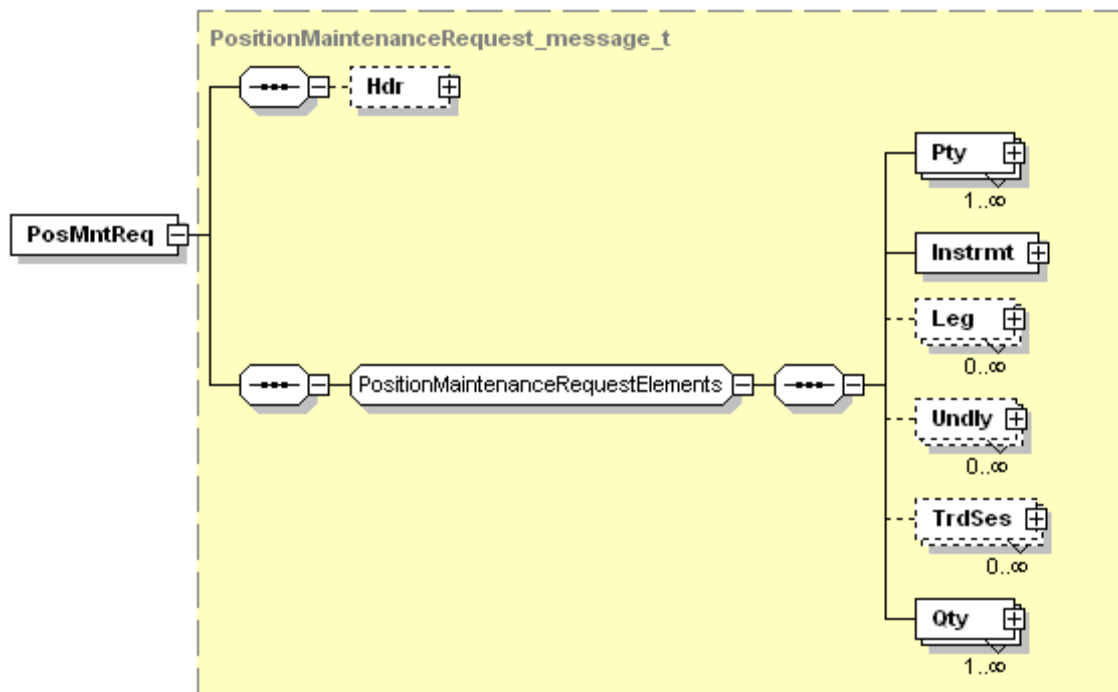 PositionMaintenanceRequest_message_t
Hdr
Pty
1..∞
PosMntReq
Instrmt
Leg
0..∞
PositionMaintenanceRequestElements
Undly
0..∞
TrdSes
0..∞
Qty
1..∞